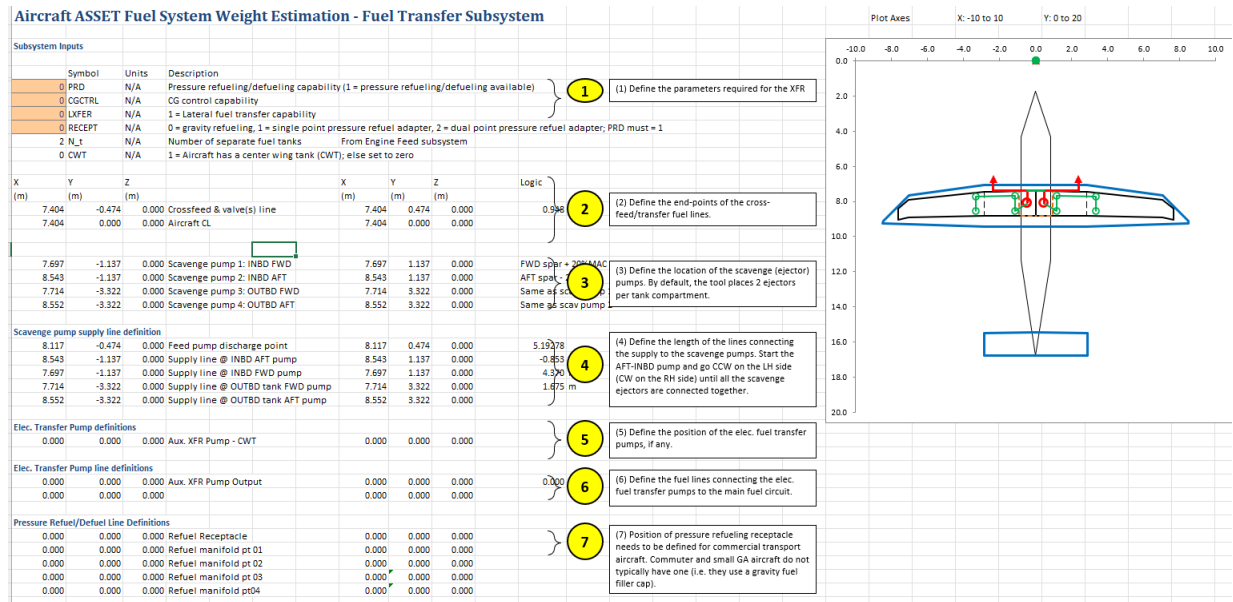 Aircraft ASSET Fuel System Weight Estimation - Fuel Transfer Subsystem
Plot Axes X: -10 to 10 Y: 0 to 20
Subsystem Inputs
Symbol Units Description
0 PRD N/A Pressure refueling/defueling capability (1 = pressure refueling/defueling available)
0 CGCTRL N/A CG control capability
0 LXFER N/A 1 = Lateral fuel transfer capability
0 RECEPT N/A 0 = gravity refueling, 1 = single point pressure refuel adapter, 2 = dual point pressure refuel adapter; PRD must = 1
2 N_t N/A Number of separate fuel tanks From Engine Feed subsystem
0 CWT N/A 1 = Aircraft has a center wing tank (CWT); else set to zero
1
(1) Define the parameters required for the XFR
X Y Z X Y Z Logic
(m) (m) (m) (m) (m) (m)
7.404 -0.474 0.000 Crossfeed & valve(s) line 7.404 0.474 0.000 0.948
7.404 0.000 0.000 Aircraft CL 7.404 0.000 0.000
2
(2) Define the end-points of the cross-
feed/transfer fuel lines.
7.697 -1.137 0.000 Scavenge pump 1: INBD FWD 7.697 1.137 0.000 FWD spar + 20%MAC
8.543 -1.137 0.000 Scavenge pump 2: INBD AFT 8.543 1.137 0.000 AFT spar -
7.714 -3.322 0.000 Scavenge pump 3: OUTBD FWD 7.714 3.322 0.000 Same as scav pump
8.552 -3.322 0.000 Scavenge pump 4: OUTBD AFT 8.552 3.322 0.000 Same as scav pump
3
(3) Define the location of the scavenge (ejector)
pumps. By default, the tool places 2 ejectors
per tank compartment.
Scavenge pump supply line definition
8.117 -0.474 0.000 Feed pump discharge point 8.117 0.474 0.000 5.19278
8.543 -1.137 0.000 Supply line @ INBD AFT pump 8.543 1.137 0.000 -0.853
7.697 -1.137 0.000 Supply line @ INBD FWD pump 7.697 1.137 0.000 4.370
7.714 -3.322 0.000 Supply line @ OUTBD tank FWD pump 7.714 3.322 0.000 1.675 m
8.552 -3.322 0.000 Supply line @ OUTBD tank AFT pump 8.552 3.322 0.000
4
(4) Define the length of the lines connecting
the supply to the scavenge pumps. Start the
AFT-INBD pump and go CCW on the LH side
(CW on the RH side) until all the scavenge
ejectors are connected together.
Elec. Transfer Pump definitions
0.000 0.000 0.000 Aux. XFR Pump - CWT 0.000 0.000 0.000
5
(5) Define the position of the elec. fuel transfer
pumps, if any.
Elec. Transfer Pump line definitions
0.000 0.000 0.000 Aux. XFR Pump Output 0.000 0.000 0.000 0.000
0.000 0.000 0.000 0.000 0.000 0.000
6
(6) Define the fuel lines connecting the elec.
fuel transfer pumps to the main fuel circuit.
Pressure Refuel/Defuel Line Definitions
0.000 0.000 0.000 Refuel Receptacle 0.000 0.000 0.000
0.000 0.000 0.000 Refuel manifold pt 01 0.000 0.000 0.000
0.000 0.000 0.000 Refuel manifold pt 02 0.000 0.000 0.000
0.000 0.000 0.000 Refuel manifold pt 03 0.000 0.000 0.000
0.000 0.000 0.000 Refuel manifold pt04 0.000 0.000 0.000
7
(7) Position of pressure refueling receptacle
needs to be defined for commercial transport
aircraft. Commuter and small GA aircraft do not
typically have one (i.e. they use a gravity fuel
filler cap).
-10.0 -8.0 -6.0 -4.0 -2.0 0.0 2.0 4.0 6.0 8.0 10.0
0.0
2.0
4.0
6.0
8.0
10.0
12.0
14.0
16.0
18.0
20.0